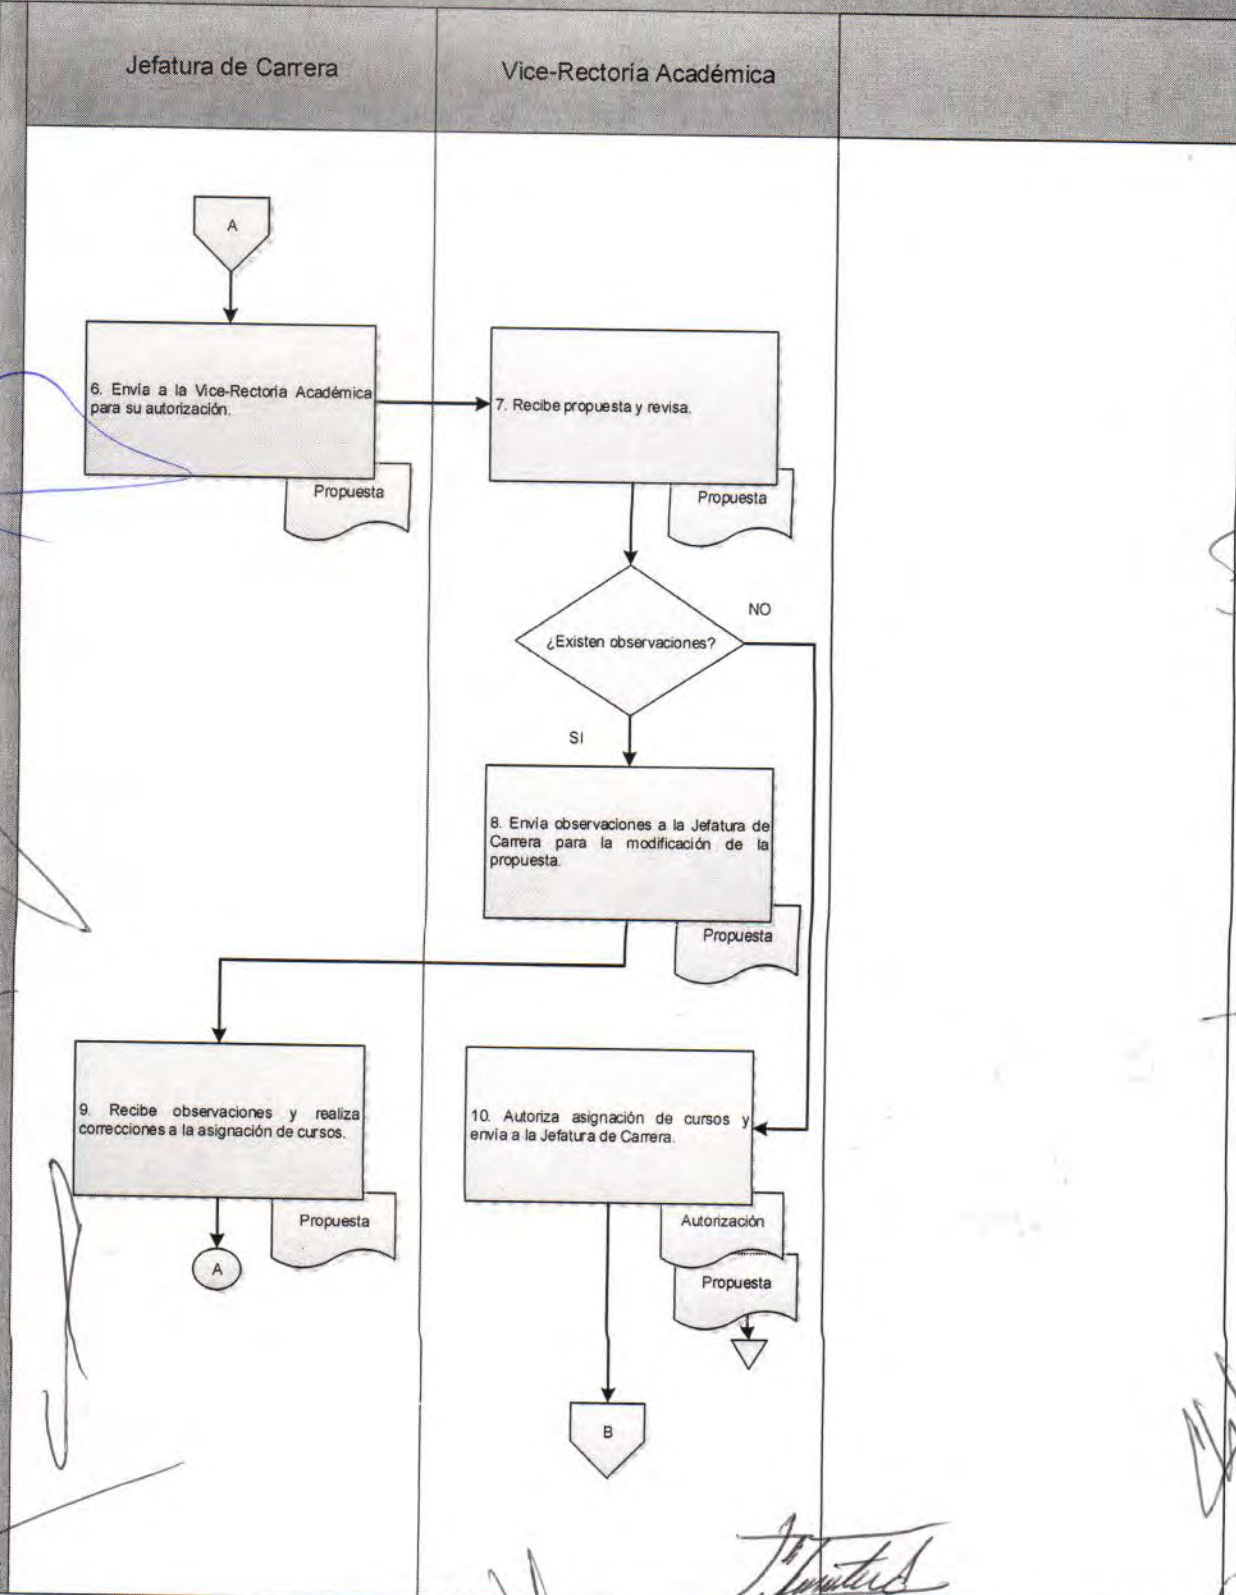 Jefatura de Carrera
Vice-Rectoría Académica
A
6. Envía a la Vice-Rectoría Académica
para su autorización.
Propuesta
7. Recibe propuesta y revisa.
Propuesta
¿Existen observaciones?
NO
SI
8. Envía observaciones a la Jefatura de
Carrera para la modificación de la
propuesta.
Propuesta
9. Recibe observaciones y realiza
correcciones a la asignación de cursos.
Propuesta
A
10. Autoriza asignación de cursos y
envía a la Jefatura de Carrera.
Autorización
Propuesta
B